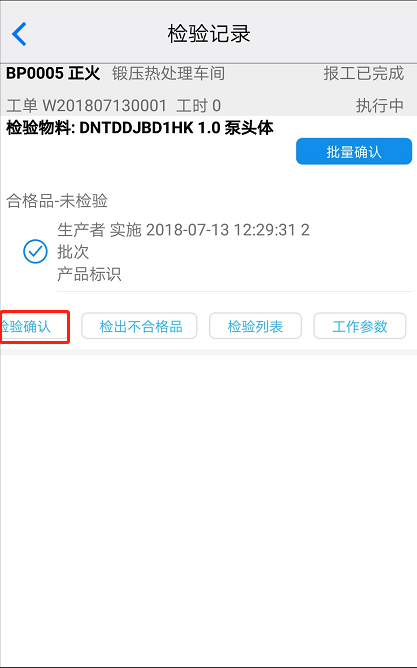 检验记录
BP0005 正火 锻压热处理车间 报工已完成
工单 W201807130001 工时 0 执行中
检验物料: DNTDDJBD1HK 1.0 泵头体
批量确认
合格品-未检验
生产者 实施 2018-07-13 12:29:31 2
批次
产品标识
检验确认 检出不合格品 检验列表 工作参数